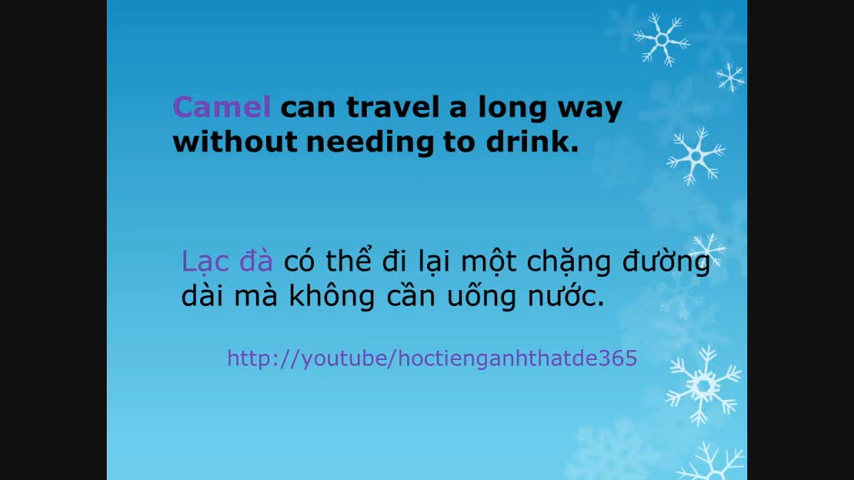 Camel can travel a long way
without needing to drink.
Lạc đà có thể đi lại một chặng đường
dài mà không cần uống nước.
http://youtube/hoctienganhthatde365